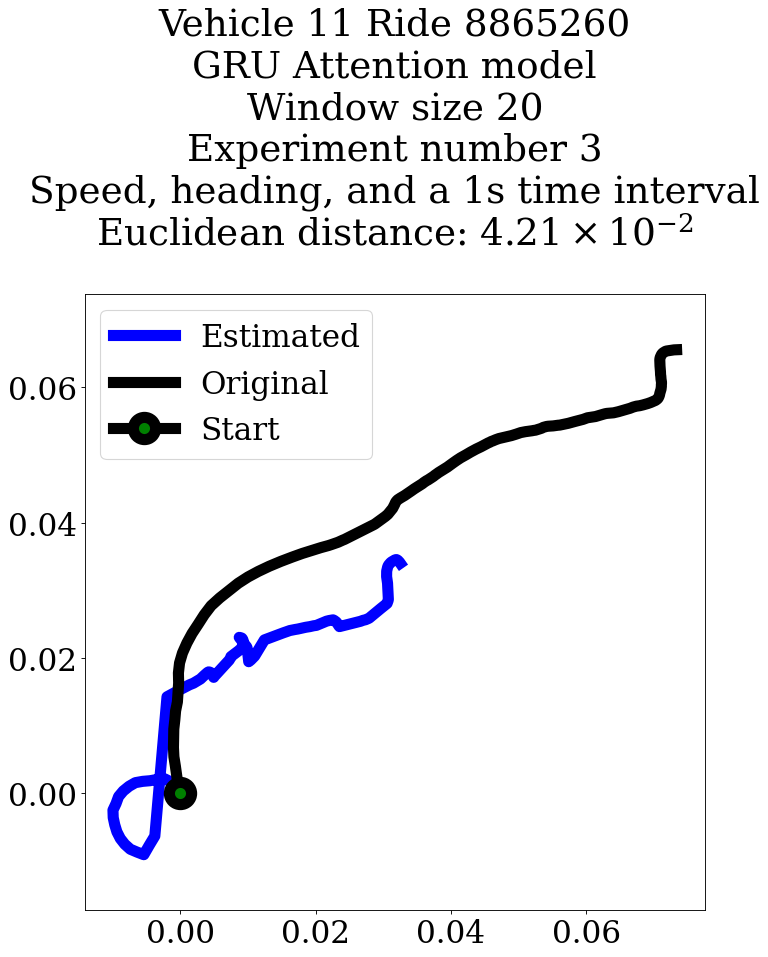 Vehicle 11 Ride 8865260
GRU Attention model
Window size 20
Experiment number 3
Speed, heading, and a 1s time interval
Euclidean distance: 4.21 × 10⁻²
Estimated
Original
Start
0.06
0.04
0.02
0.00
0.00 0.02 0.04 0.06